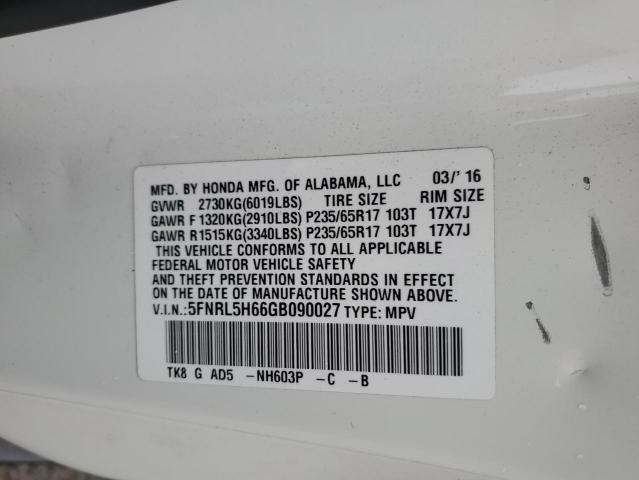 MFD. BY HONDA MFG. OF ALABAMA, LLC 03/' 16
GVWR 2730KG(6019LBS) TIRE SIZE RIM SIZE
GAWR F 1320KG(2910LBS) P235/65R17 103T 17X7J
GAWR R1515KG(3340LBS) P235/65R17 103T 17X7J
THIS VEHICLE CONFORMS TO ALL APPLICABLE
FEDERAL MOTOR VEHICLE SAFETY
AND THEFT PREVENTION STANDARDS IN EFFECT
ON THE DATE OF MANUFACTURE SHOWN ABOVE.
V.I.N.:5FNRL5H66GB090027 TYPE: MPV
TK8 G AD5 -NH603P -C -B